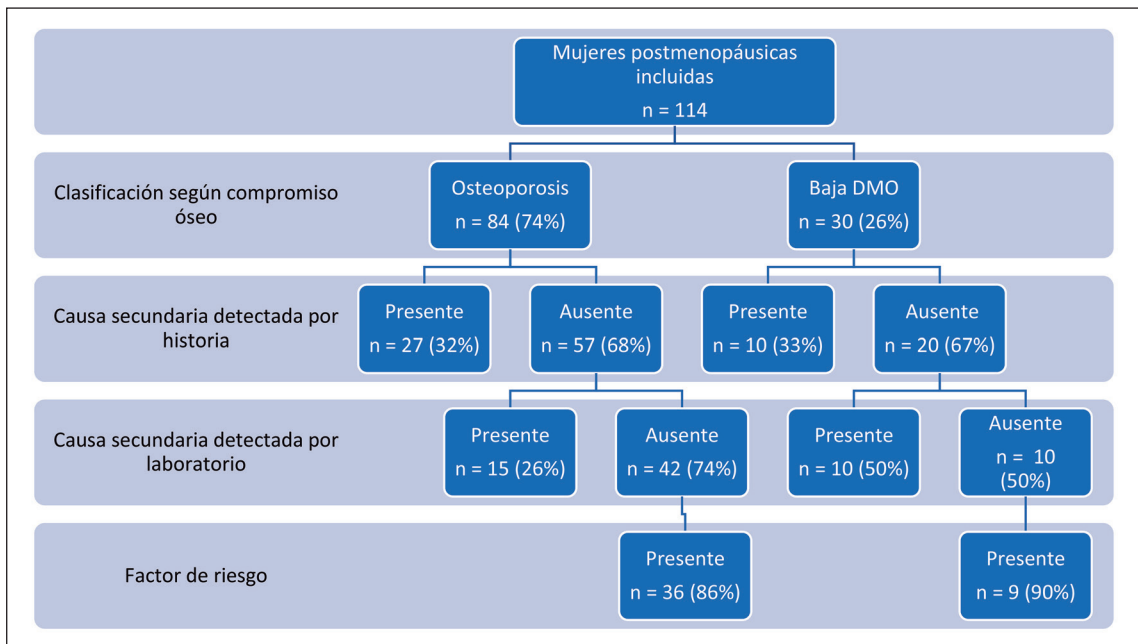 Mujeres postmenopáusicas
incluidas
n = 114
Clasificación según compromiso
óseo
Osteoporosis
n = 84 (74%)
Baja DMO
n = 30 (26%)
Causa secundaria detectada por
historia
Presente
n = 27 (32%)
Ausente
n = 57 (68%)
Presente
n = 10 (33%)
Ausente
n = 20 (67%)
Causa secundaria detectada por
laboratorio
Presente
n = 15 (26%)
Ausente
n = 42 (74%)
Presente
n = 10 (50%)
Ausente
n = 10
(50%)
Factor de riesgo
Presente
n = 36 (86%)
Presente
n = 9 (90%)